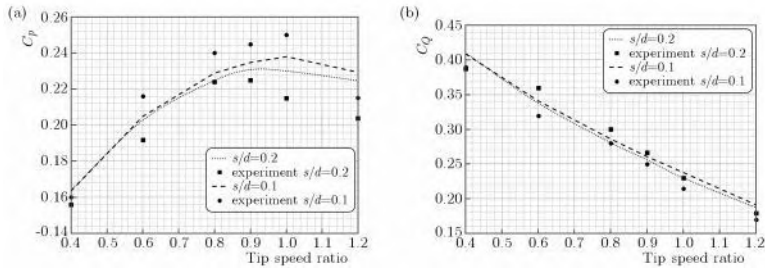 (a)
C_p
0.26
0.24
0.22
0.20
0.18
0.16
-0.14
0.4 0.5 0.6 0.7 0.8 0.9 1.0 1.1 1.2
Tip speed ratio
s/d=0.2
experiment s/d=0.2
s/d=0.1
experiment s/d=0.1
(b)
C_Q
0.45
0.40
0.35
0.30
0.25
0.20
0.15
0.4 0.5 0.6 0.7 0.8 0.9 1.0 1.1 1.2
Tip speed ratio
s/d=0.2
experiment s/d=0.2
s/d=0.1
experiment s/d=0.1